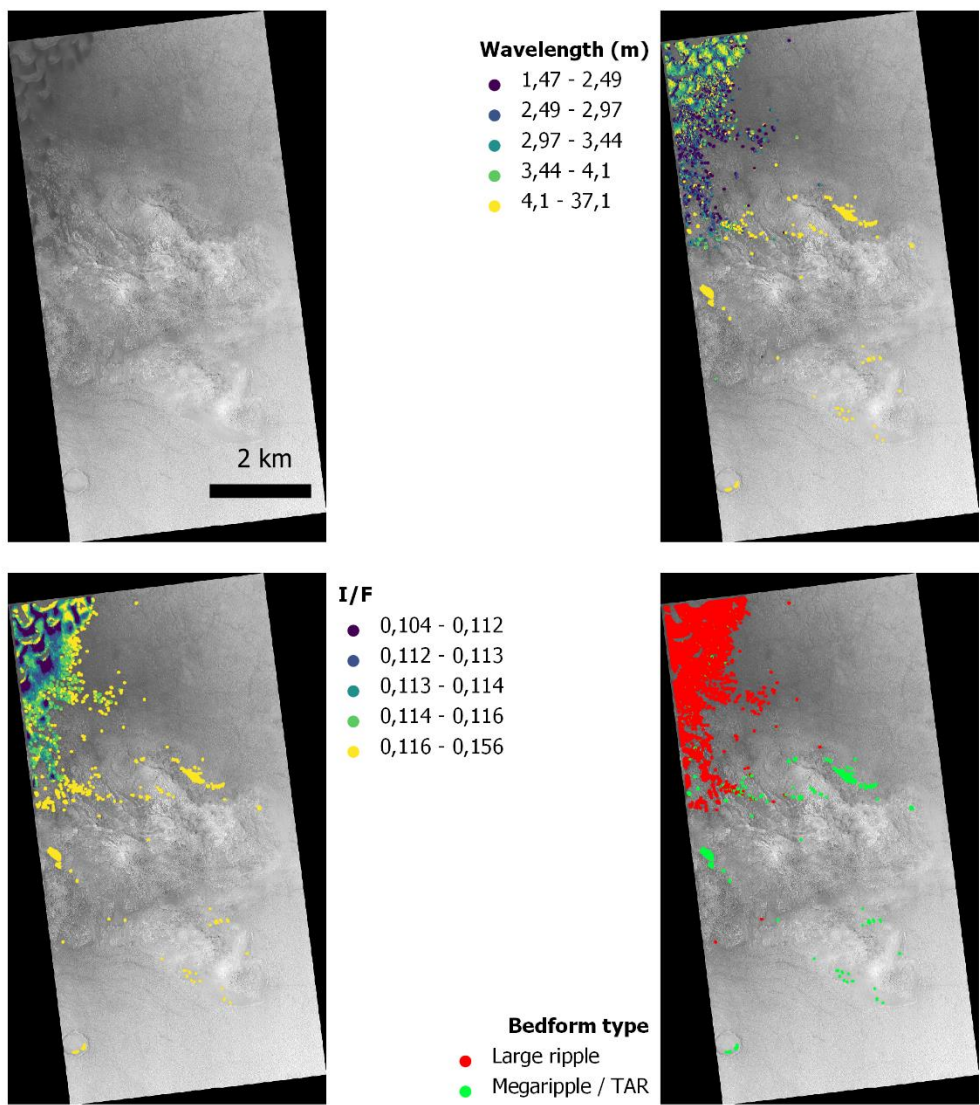 Wavelength (m)
1,47 - 2,49
2,49 - 2,97
2,97 - 3,44
3,44 - 4,1
4,1 - 37,1
2 km
I/F
0,104 - 0,112
0,112 - 0,113
0,113 - 0,114
0,114 - 0,116
0,116 - 0,156
Bedform type
Large ripple
Megaripple / TAR